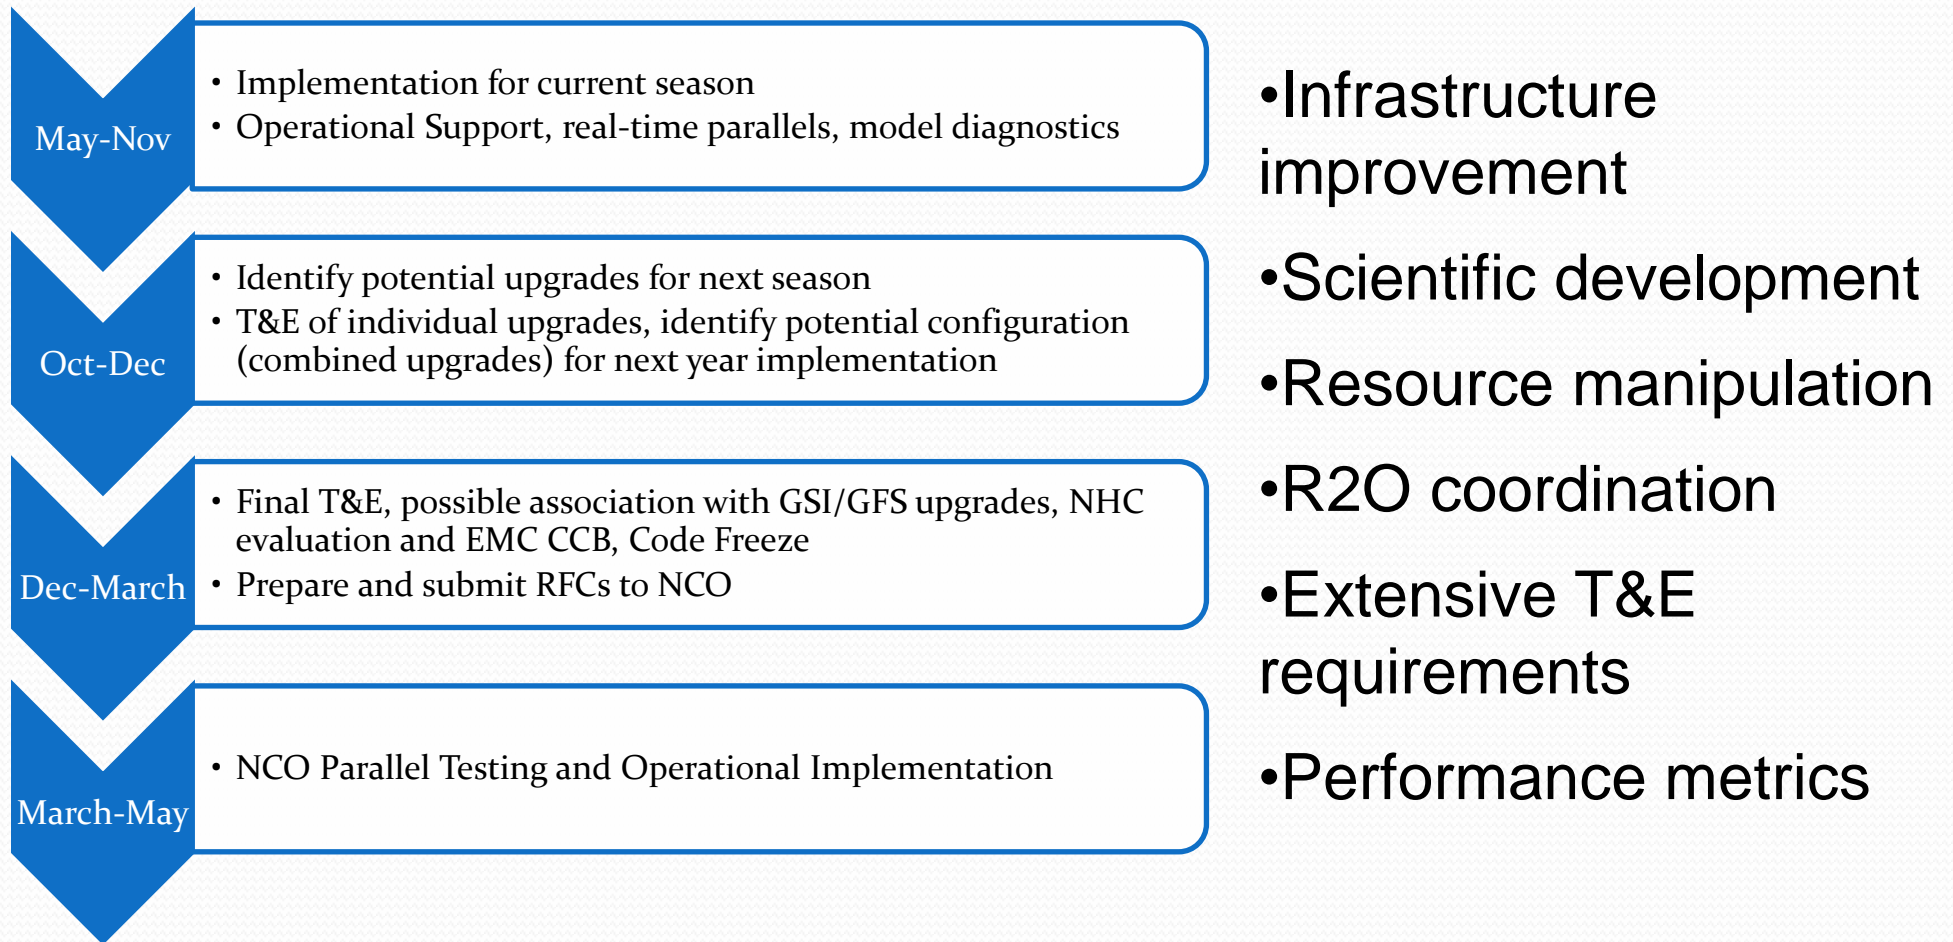 May-Nov
• Implementation for current season
• Operational Support, real-time parallels, model diagnostics
Oct-Dec
• Identify potential upgrades for next season
• T&E of individual upgrades, identify potential configuration
(combined upgrades) for next year implementation
Dec-March
• Final T&E, possible association with GSI/GFS upgrades, NHC
evaluation and EMC CCB, Code Freeze
• Prepare and submit RFCs to NCO
March-May
• NCO Parallel Testing and Operational Implementation
•Infrastructure
improvement
•Scientific development
•Resource manipulation
•R2O coordination
•Extensive T&E
requirements
•Performance metrics